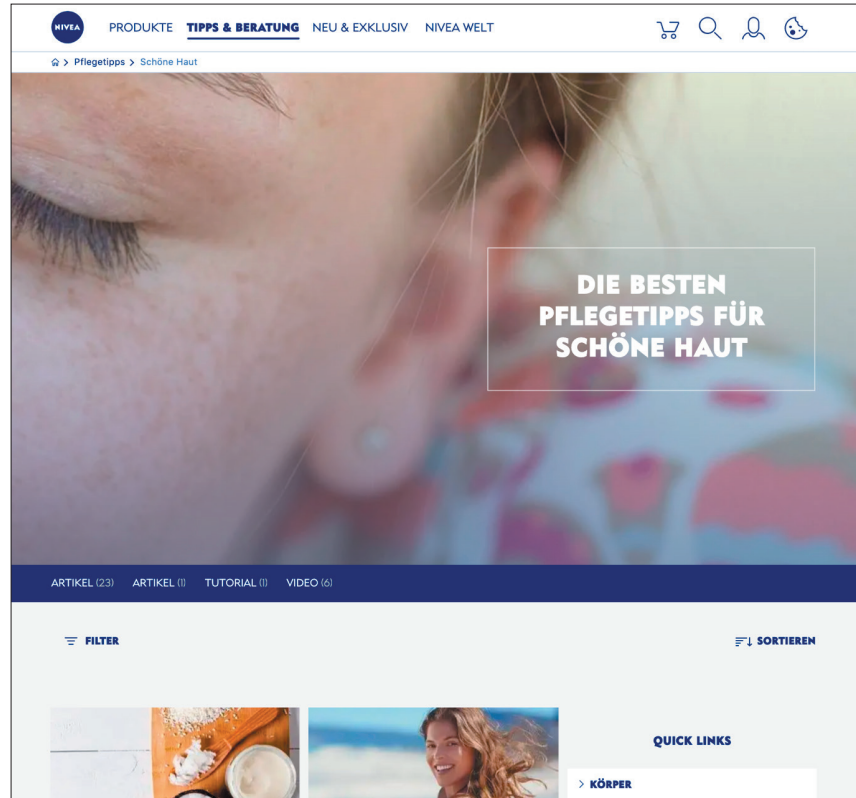 NIVEA
PRODUKTE TIPPS & BERATUNG NEU & EXKLUSIV NIVEA WELT
> Pflegetipps > Schöne Haut
DIE BESTEN
PFLEGETIPPS FÜR
SCHÖNE HAUT
ARTIKEL (23) ARTIKEL (1) TUTORIAL (1) VIDEO (6)
FILTER
SORTIEREN
QUICK LINKS
> KÖRPER